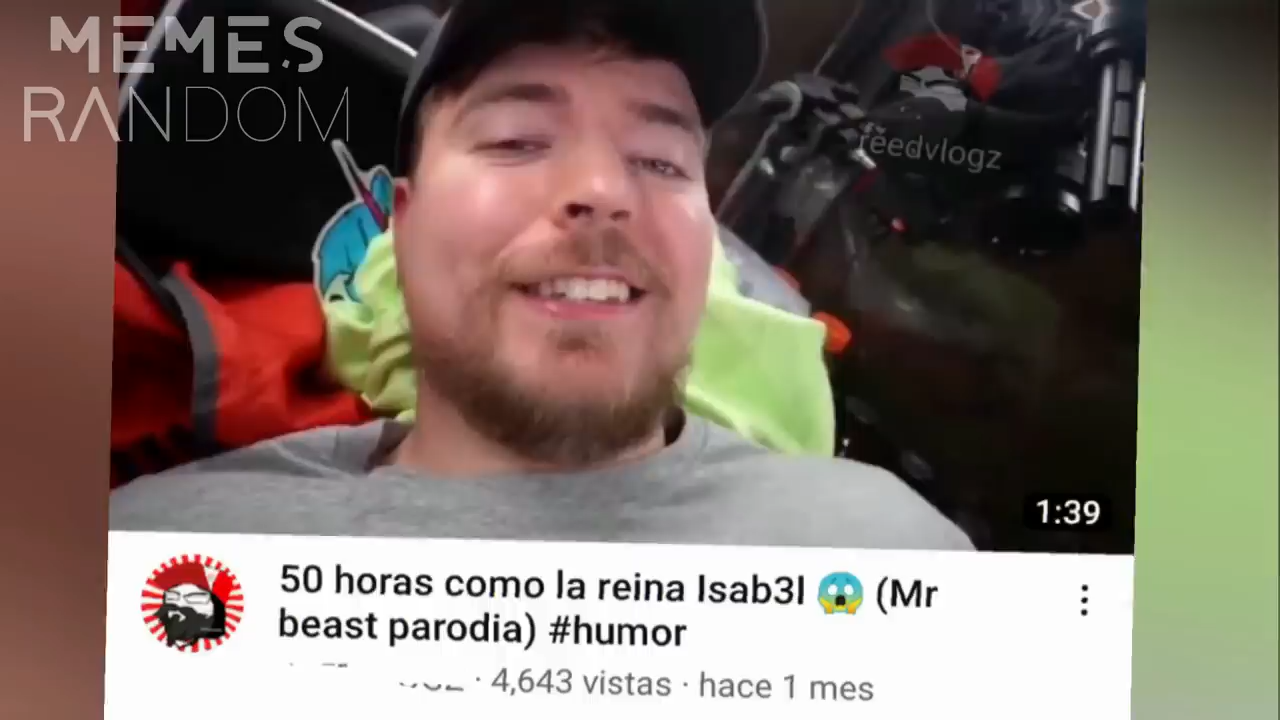 MEMES
RANDOM
reedvlogz
1:39
50 horas como la reina Isab3l 😱 (Mr
beast parodia) #humor
· 4,643 vistas · hace 1 mes